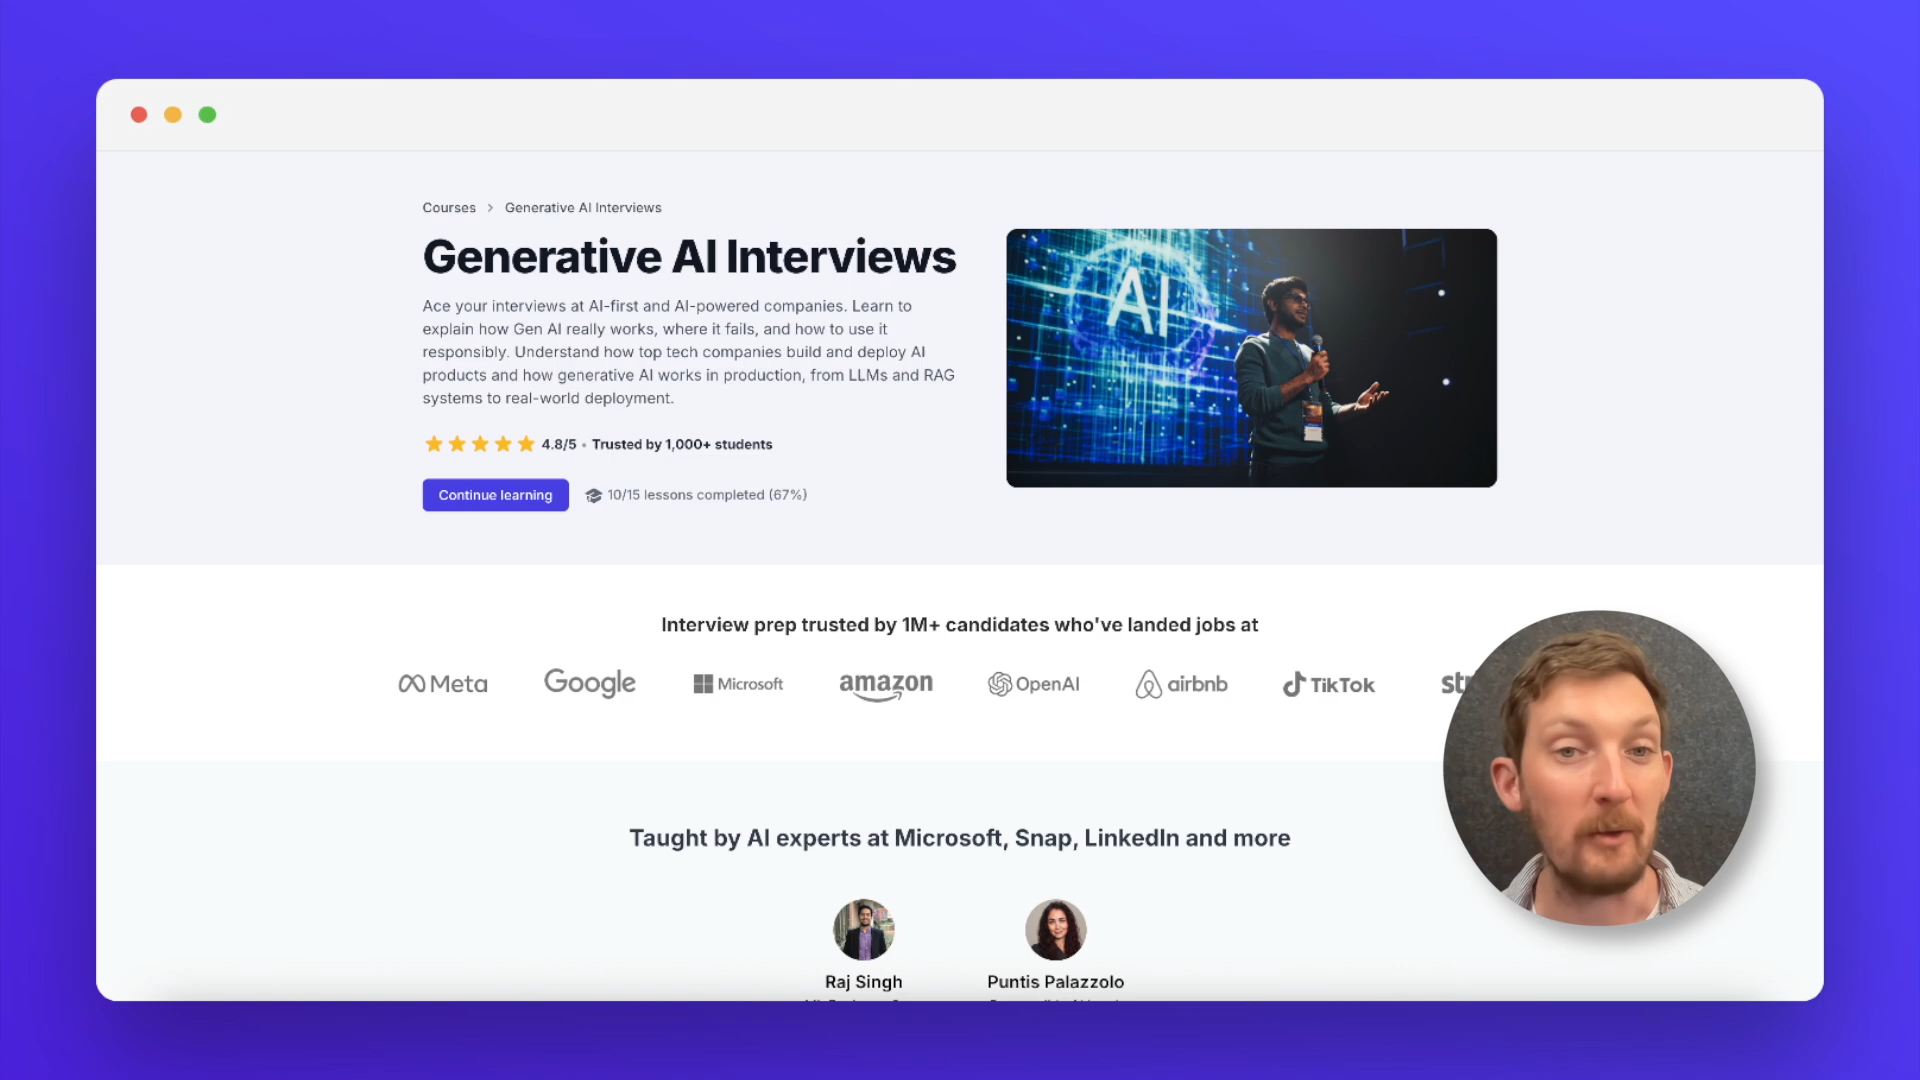 Courses > Generative AI Interviews
Generative AI Interviews
Ace your interviews at AI-first and AI-powered companies. Learn to
explain how Gen AI really works, where it fails, and how to use it
responsibly. Understand how top tech companies build and deploy AI
products and how generative AI works in production, from LLMs and RAG
systems to real-world deployment.
4.8/5 • Trusted by 1,000+ students
Continue learning
10/15 lessons completed (67%)
AI
Interview prep trusted by 1M+ candidates who've landed jobs at
Meta Google Microsoft amazon OpenAI airbnb TikTok
Taught by AI experts at Microsoft, Snap, LinkedIn and more
Raj Singh
Puntis Palazzolo